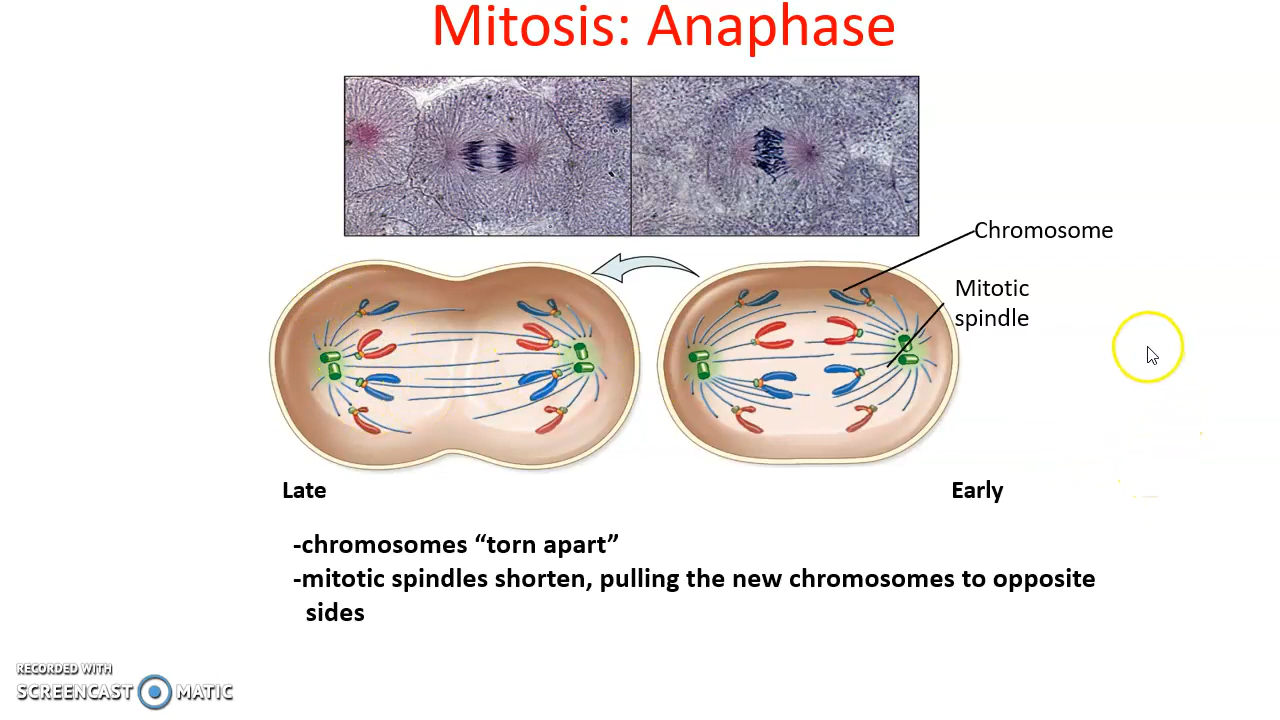 Mitosis: Anaphase
Chromosome
Mitotic
spindle
Late
Early
-chromosomes “torn apart”
-mitotic spindles shorten, pulling the new chromosomes to opposite
sides
RECORDED WITH
SCREENCAST MATIC